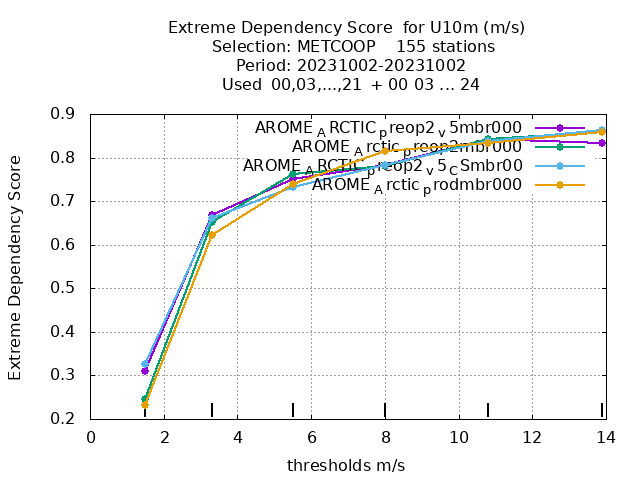 Extreme Dependency Score for U10m (m/s)
Selection: METCOOP 155 stations
Period: 20231002-20231002
Used 00,03,...,21 + 00 03 ... 24
Extreme Dependency Score
0.9
0.8
0.7
0.6
0.5
0.4
0.3
0.2
AROME_ARCTIC_preop2_v5mbr000
AROME_Arctic_preop2mbr000
AROME_ARCTIC_preop2_v5_CSmbr00
AROME_Arctic_prodmbr000
0 2 4 6 8 10 12 14
thresholds m/s